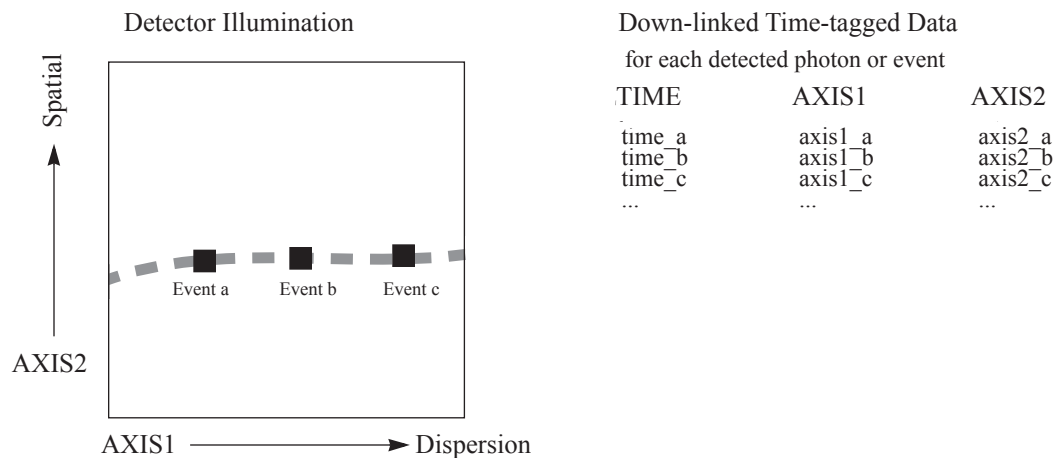 Detector Illumination
Spatial
Event a Event b Event c
AXIS2
AXIS1 Dispersion
Down-linked Time-tagged Data
for each detected photon or event
TIME AXIS1 AXIS2
time_a axis1_a axis2_a
time_b axis1_b axis2_b
time_c axis1_c axis2_c
... ... ...